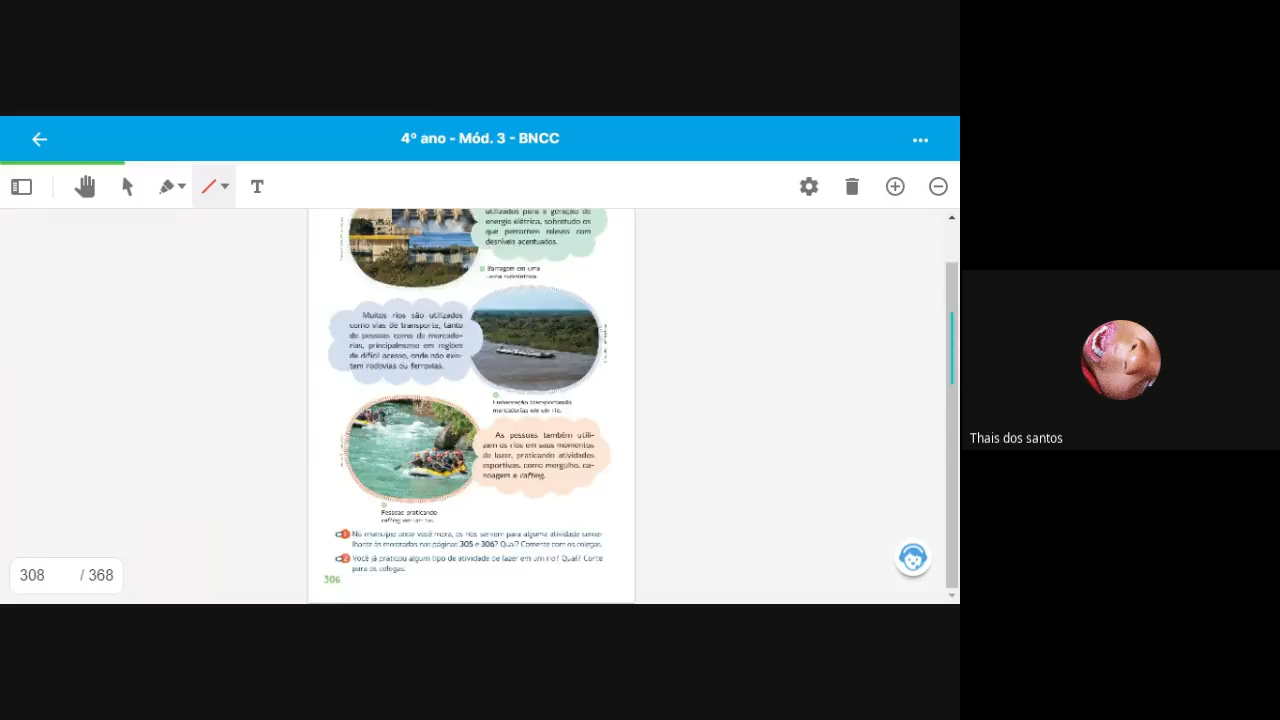 4º ano - Mód. 3 - BNCC
T
utilizados para a geração de
energia elétrica, sobretudo os
que percorrem relevos com
desníveis acentuados.
Barragem em uma
usina hidrelétrica.
Muitos rios são utilizados
como vias de transporte, tanto
de pessoas como de mercado-
rias, principalmente em regiões
de difícil acesso, onde não exis-
tem rodovias ou ferrovias.
Embarcação transportando
mercadorias em um rio.
As pessoas também utili-
zam os rios em seus momentos
de lazer, praticando atividades
esportivas, como mergulho, ca-
noagem e rafting.
Pessoas praticando
rafting em um rio.
1 No município onde você mora, os rios servem para alguma atividade seme-
lhante às mostradas nas páginas 305 e 306? Qual? Comente com os colegas.
2 Você já praticou algum tipo de atividade de lazer em um rio? Qual? Conte
para os colegas.
306
308 / 368
Thais dos santos